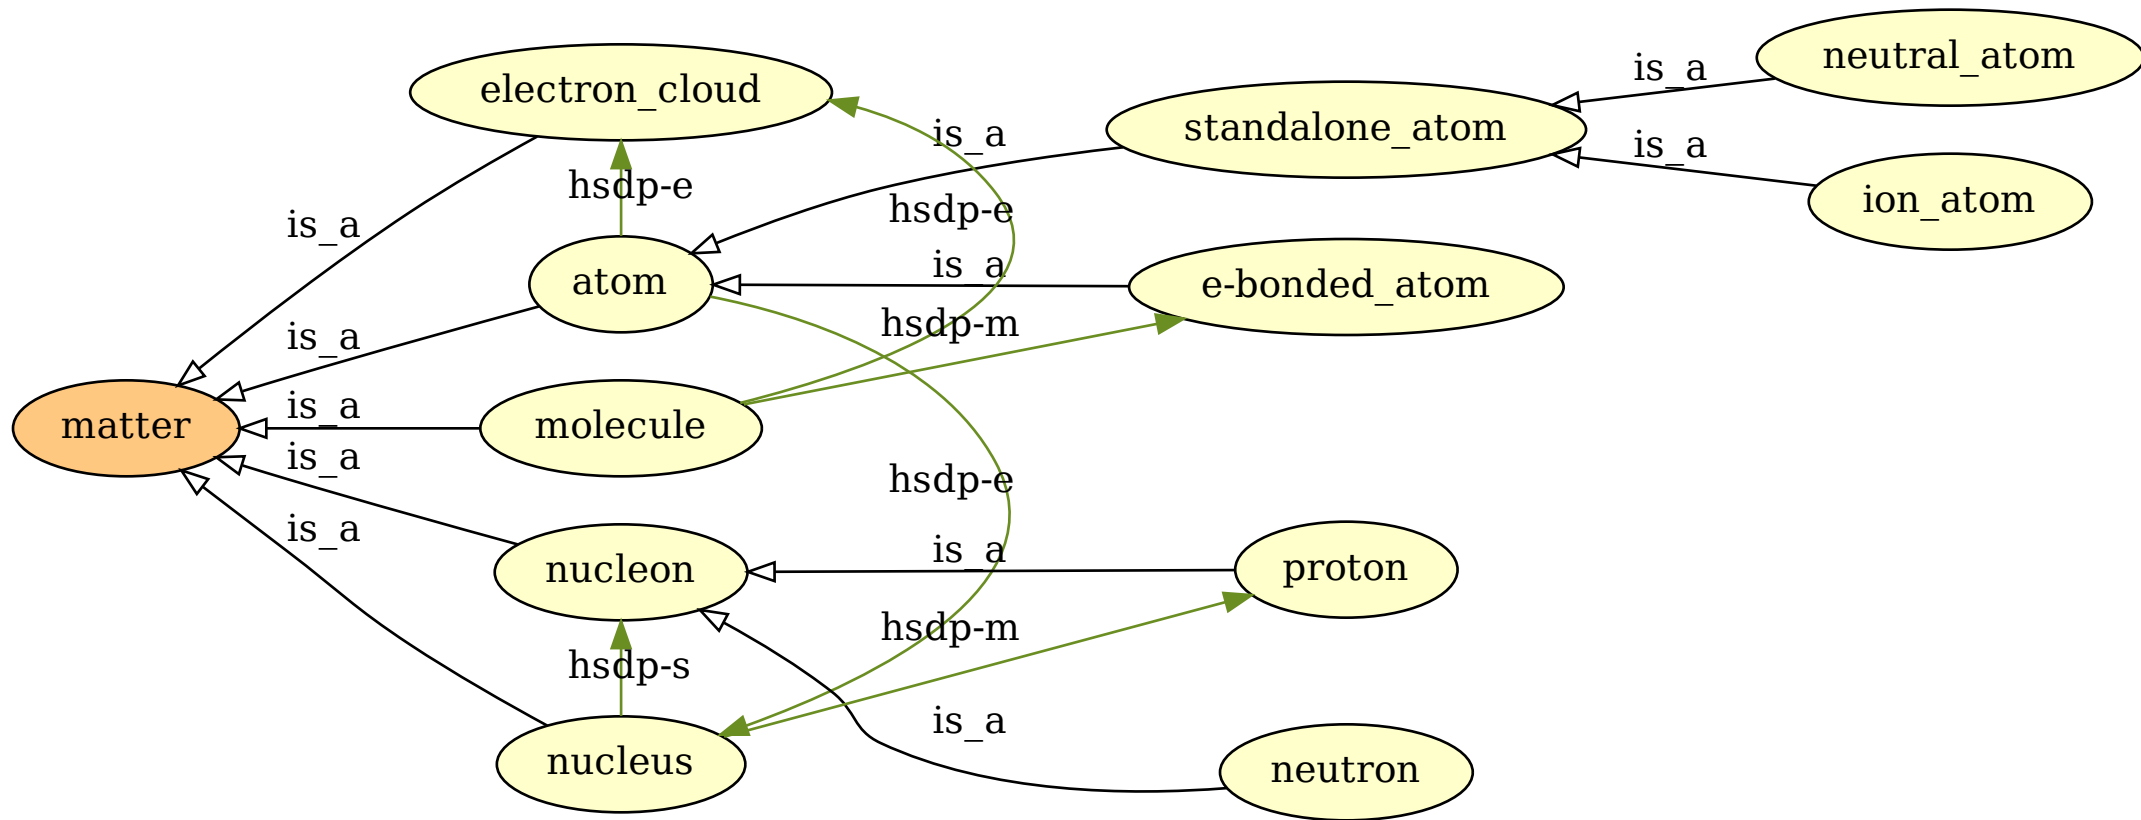 neutral_atom
is_a
electron_cloud
standalone_atom
is_a
is_a
hsdp-e
ion_atom
hsdp-e
is_a
is_a
atom
e-bonded_atom
hsdp-m
is_a
is_a
matter
molecule
is_a
hsdp-e
is_a
is_a
nucleon
proton
hsdp-m
hsdp-s
is_a
nucleus
neutron